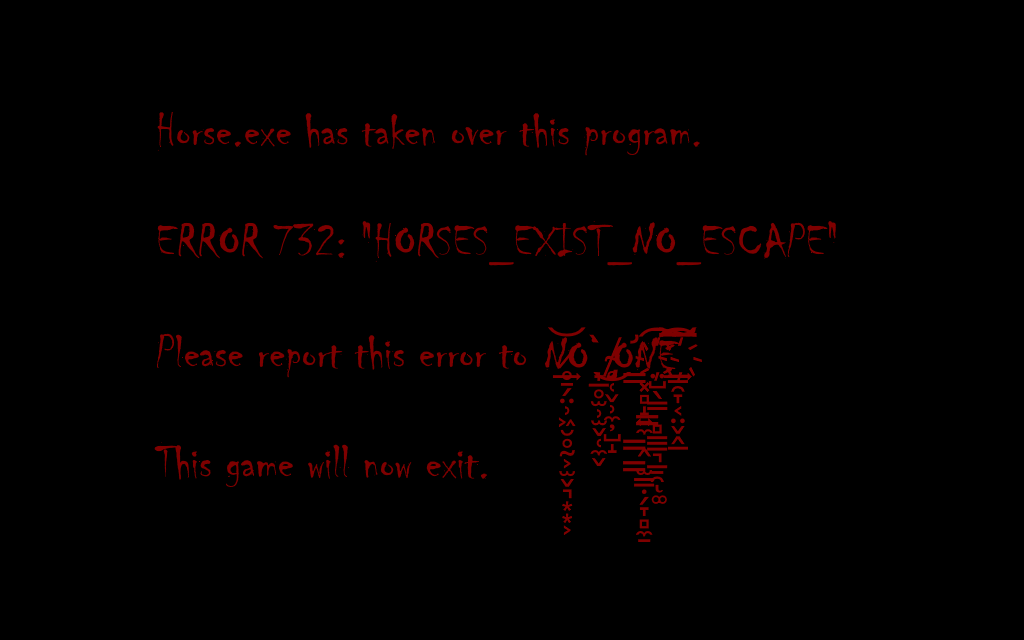 Horse.exe has taken over this program.
ERROR 732: "HORSES_EXIST_NO_ESCAPE"
Please report this error to NO ON
This game will now exit.